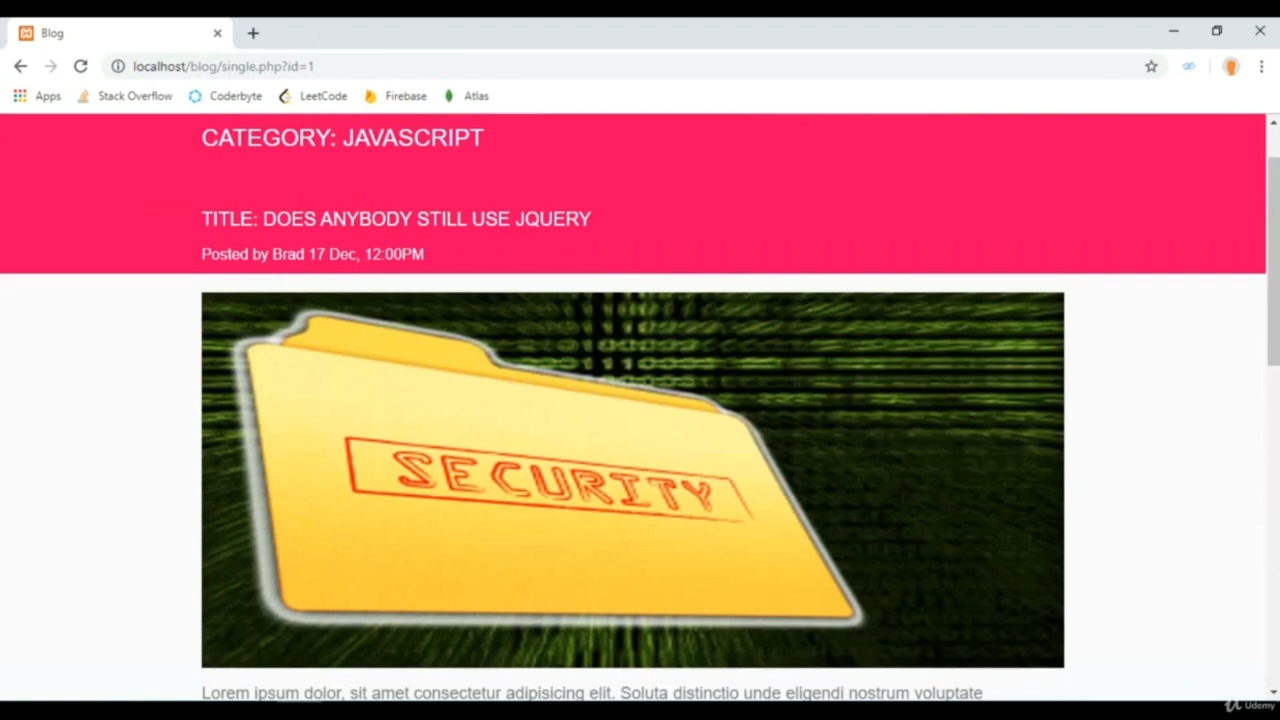 Blog
localhost/blog/single.php?id=1
Apps Stack Overflow Coderbyte LeetCode Firebase Atlas
CATEGORY: JAVASCRIPT
TITLE: DOES ANYBODY STILL USE JQUERY
Posted by Brad 17 Dec, 12:00PM
SECURITY
Lorem ipsum dolor, sit amet consectetur adipisicing elit. Soluta distinctio unde eligendi nostrum voluptate
Udemy